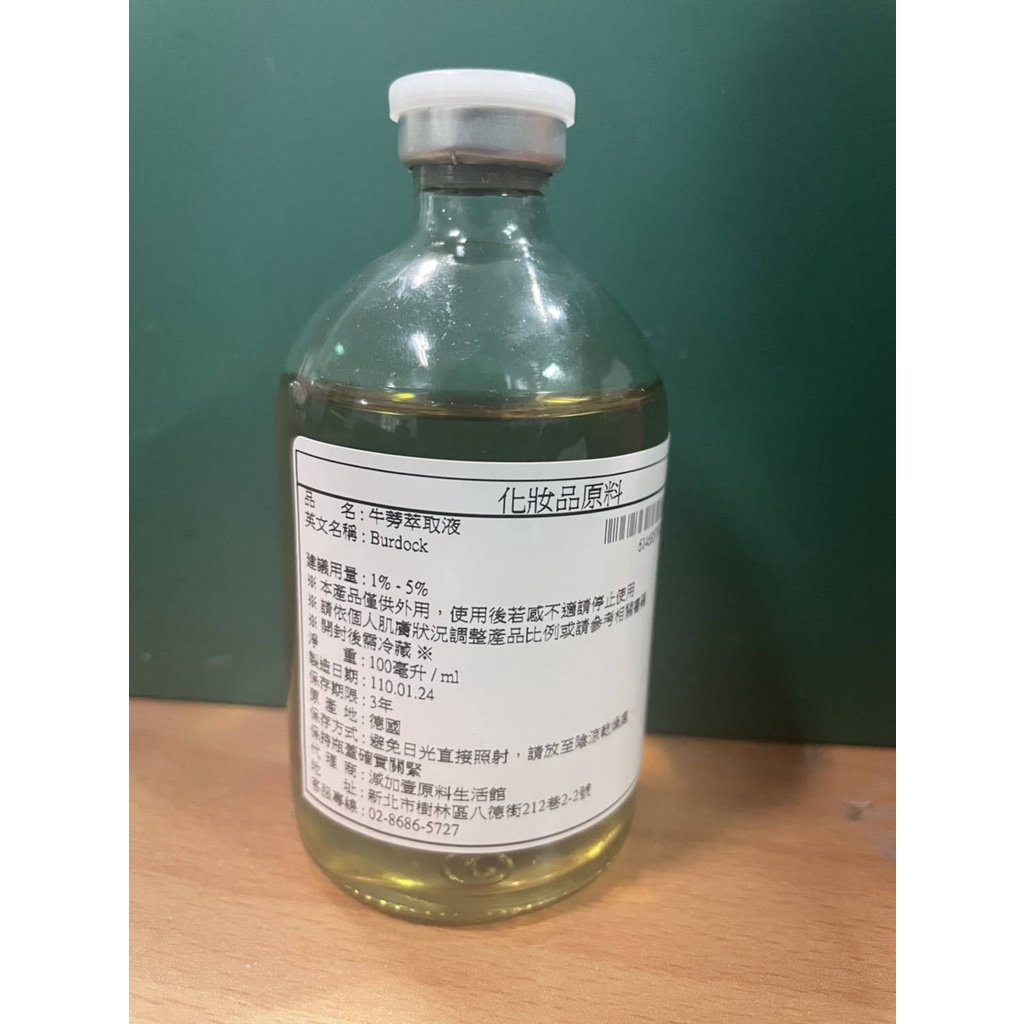 化妝品原料
品 名 : 牛蒡萃取液
英文名稱 : Burdock
建議用量 : 1% - 5%
※ 本產品僅供外用，使用後若感不適請停止使用
※ 請依個人肌膚狀況調整產品比例或請參考相關書籍
※ 開封後需冷藏 ※
淨 重 : 100毫升 / ml
製造日期 : 110.01.24
保存期限 : 3年
原 產 地 : 德國
保存方式 : 避免日光直接照射，請放至陰涼乾燥處
保持瓶蓋確實關緊
代 理 商 : 減加壹原料生活館
地 址 : 新北市樹林區八德街212巷2-2號
客服專線 : 02-8686-5727